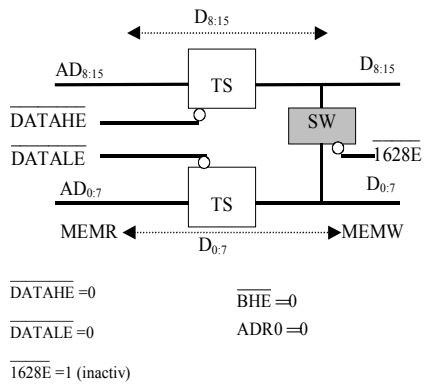 D8:15
AD8:15 TS D8:15
DATAHE SW
DATALE 1628E
AD0:7 TS D0:7
MEMR D0:7 MEMW
DATAHE =0 BHE =0
DATALE =0 ADR0 =0
1628E =1 (inactiv)